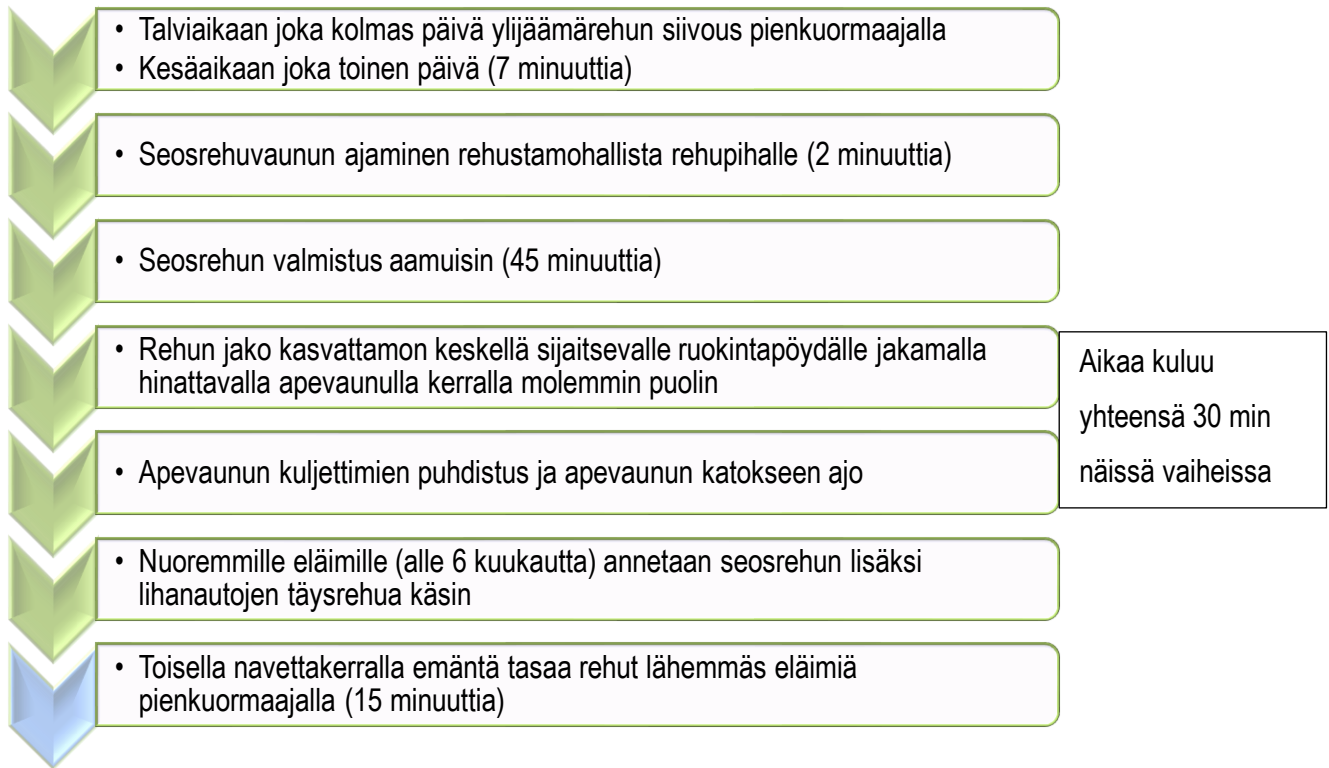 • Talviaikaan joka kolmas päivä ylijäämärehun siivous pienkuormaajalla
• Kesäaikaan joka toinen päivä (7 minuuttia)
• Seosrehuvaunun ajaminen rehustamohallista rehupihalle (2 minuuttia)
• Seosrehun valmistus aamuisin (45 minuuttia)
• Rehun jako kasvattamon keskellä sijaitsevalle ruokintapöydälle jakamalla
hinattavalla apevaunulla kerralla molemmin puolin
• Apevaunun kuljettimien puhdistus ja apevaunun katokseen ajo
Aikaa kuluu
yhteensä 30 min
näissä vaiheissa
• Nuoremmille eläimille (alle 6 kuukautta) annetaan seosrehun lisäksi
lihanautojen täysrehua käsin
• Toisella navettakerralla emäntä tasaa rehut lähemmäs eläimiä
pienkuormaajalla (15 minuuttia)